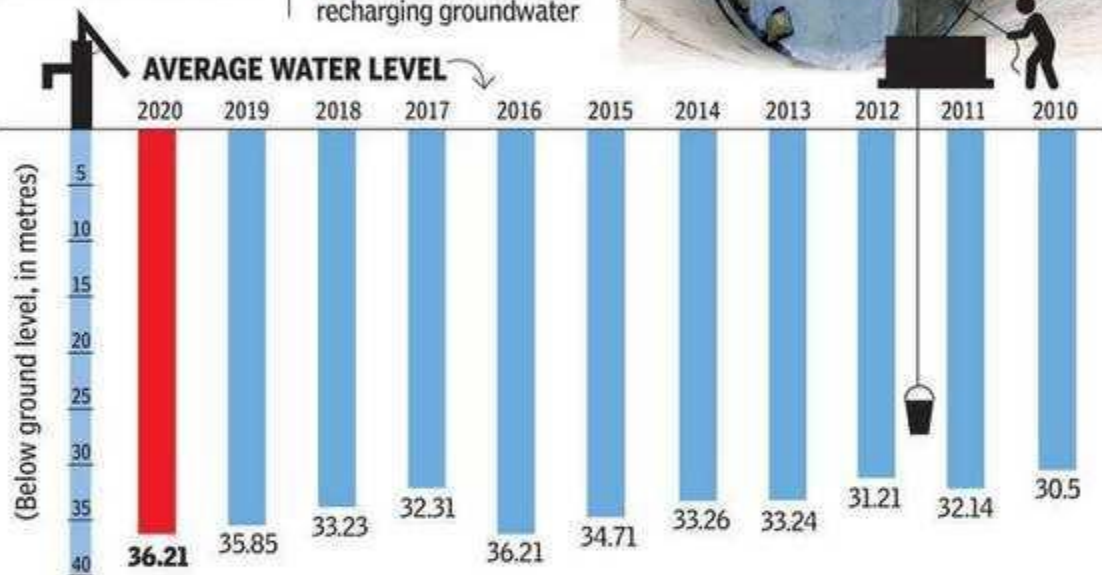 recharging groundwater
AVERAGE WATER LEVEL
2020 2019 2018 2017 2016 2015 2014 2013 2012 2011 2010
(Below ground level, in metres)
5
10
15
20
25
30
35
40
36.21 35.85 33.23 32.31 36.21 34.71 33.26 33.24 31.21 32.14 30.5